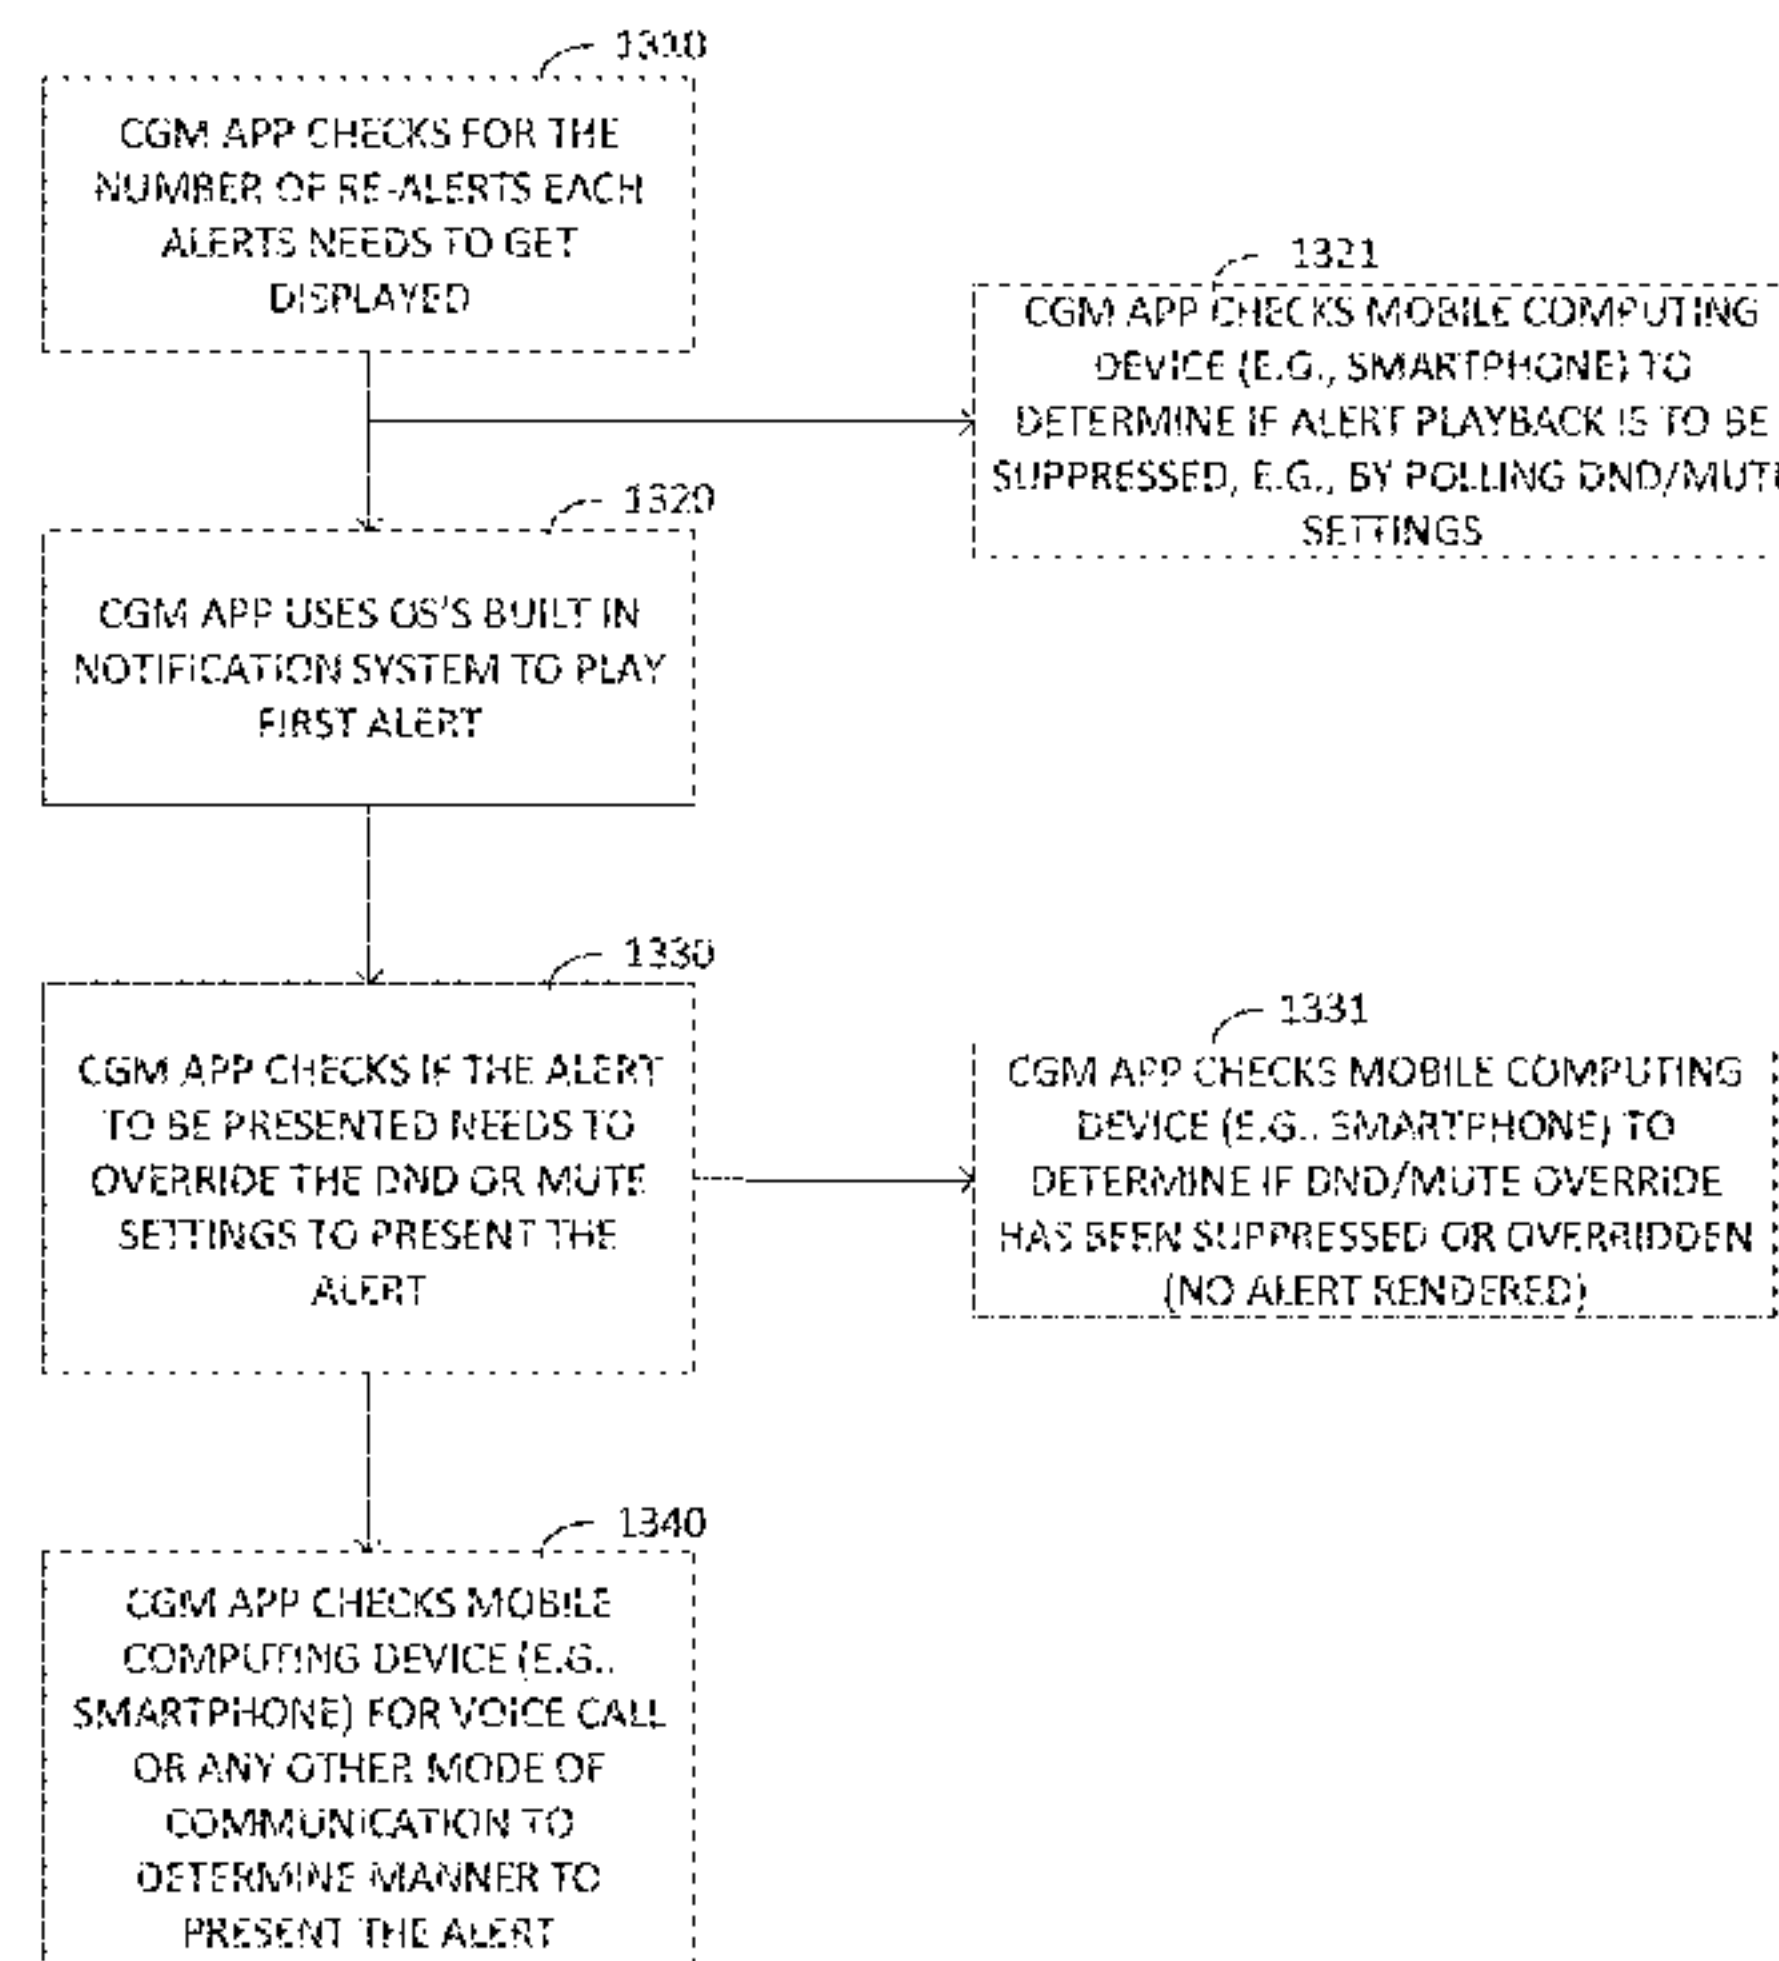 1310
CGM APP CHECKS FOR THE
NUMBER OF RE-ALERTS EACH
ALERTS NEEDS TO GET
DISPLAYED
1321
CGM APP CHECKS MOBILE COMPUTING
DEVICE (E.G., SMARTPHONE) TO
DETERMINE IF ALERT PLAYBACK IS TO BE
SUPPRESSED, E.G., BY POLLING DND/MUTE
SETTINGS
1320
CGM APP USES OS'S BUILT IN
NOTIFICATION SYSTEM TO PLAY
FIRST ALERT
1330
CGM APP CHECKS IF THE ALERT
TO BE PRESENTED NEEDS TO
OVERRIDE THE DND OR MUTE
SETTINGS TO PRESENT THE
ALERT
1331
CGM APP CHECKS MOBILE COMPUTING
DEVICE (E.G., SMARTPHONE) TO
DETERMINE IF DND/MUTE OVERRIDE
HAS BEEN SUPPRESSED OR OVERRIDDEN
(NO ALERT RENDERED)
1340
CGM APP CHECKS MOBILE
COMPUTING DEVICE (E.G.,
SMARTPHONE) FOR VOICE CALL
OR ANY OTHER MODE OF
COMMUNICATION TO
DETERMINE MANNER TO
PRESENT THE ALERT